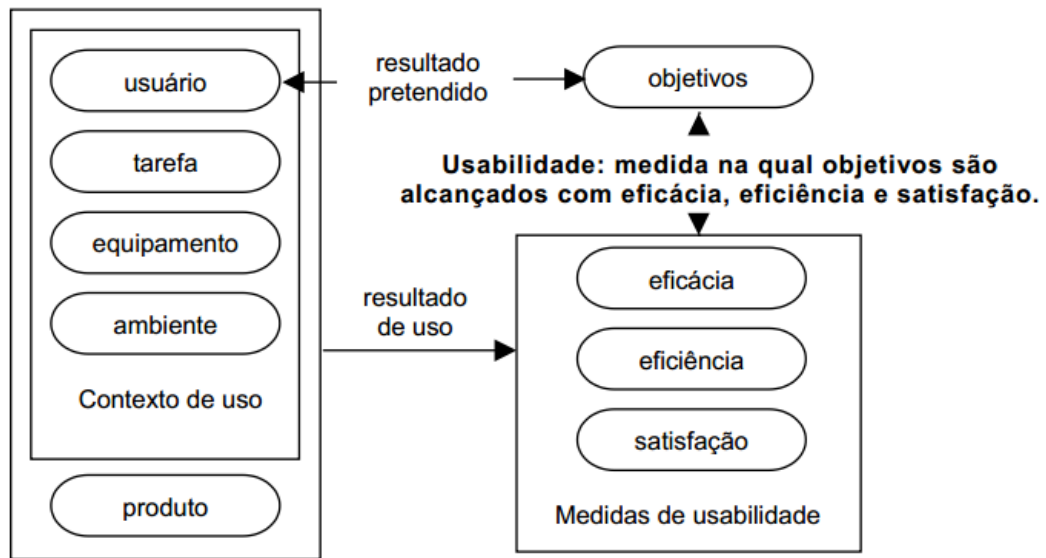 usuário
tarefa
equipamento
ambiente
Contexto de uso
produto
resultado
pretendido
objetivos
Usabilidade: medida na qual objetivos são
alcançados com eficácia, eficiência e satisfação.
resultado
de uso
eficácia
eficiência
satisfação
Medidas de usabilidade